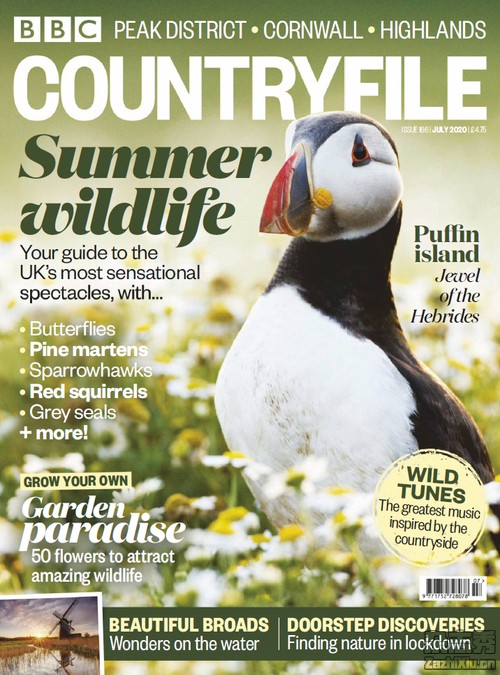 BBC PEAK DISTRICT • CORNWALL • HIGHLANDS
COUNTRYFILE
ISSUE 166 | JULY 2020 | £4.75
Summer
wildlife
Your guide to the
UK's most sensational
spectacles, with...
• Butterflies
• Pine martens
• Sparrowhawks
• Red squirrels
• Grey seals
+ more!
Puffin
island
Jewel
of the
Hebrides
GROW YOUR OWN
Garden
paradise
50 flowers to attract
amazing wildlife
WILD
TUNES
The greatest music
inspired by the
countryside
BEAUTIFUL BROADS
Wonders on the water
DOORSTEP DISCOVERIES
Finding nature in lockdown
ZaZhiXiu.cn